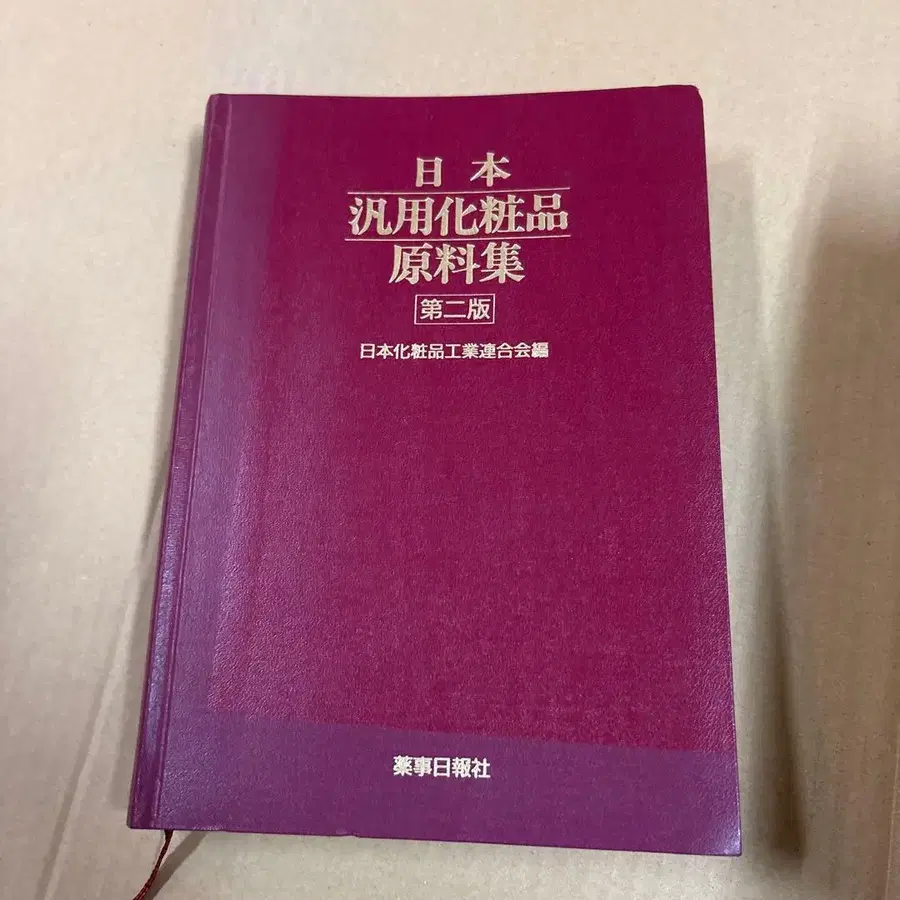 日本
汎用化粧品
原料集
第二版
日本化粧品工業連合会編
薬事日報社